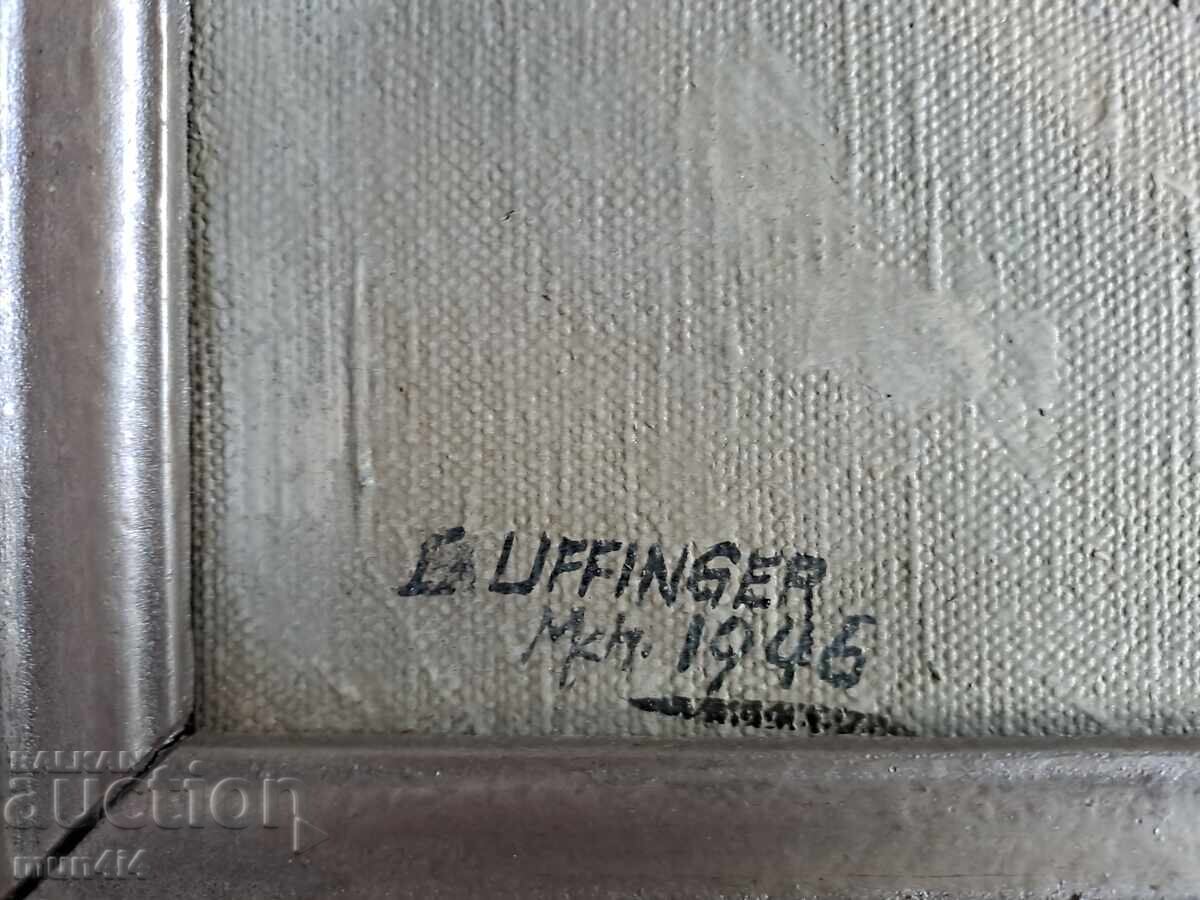 UFFINGER
Mch. 1946
BALKAN
auction
mun4i4